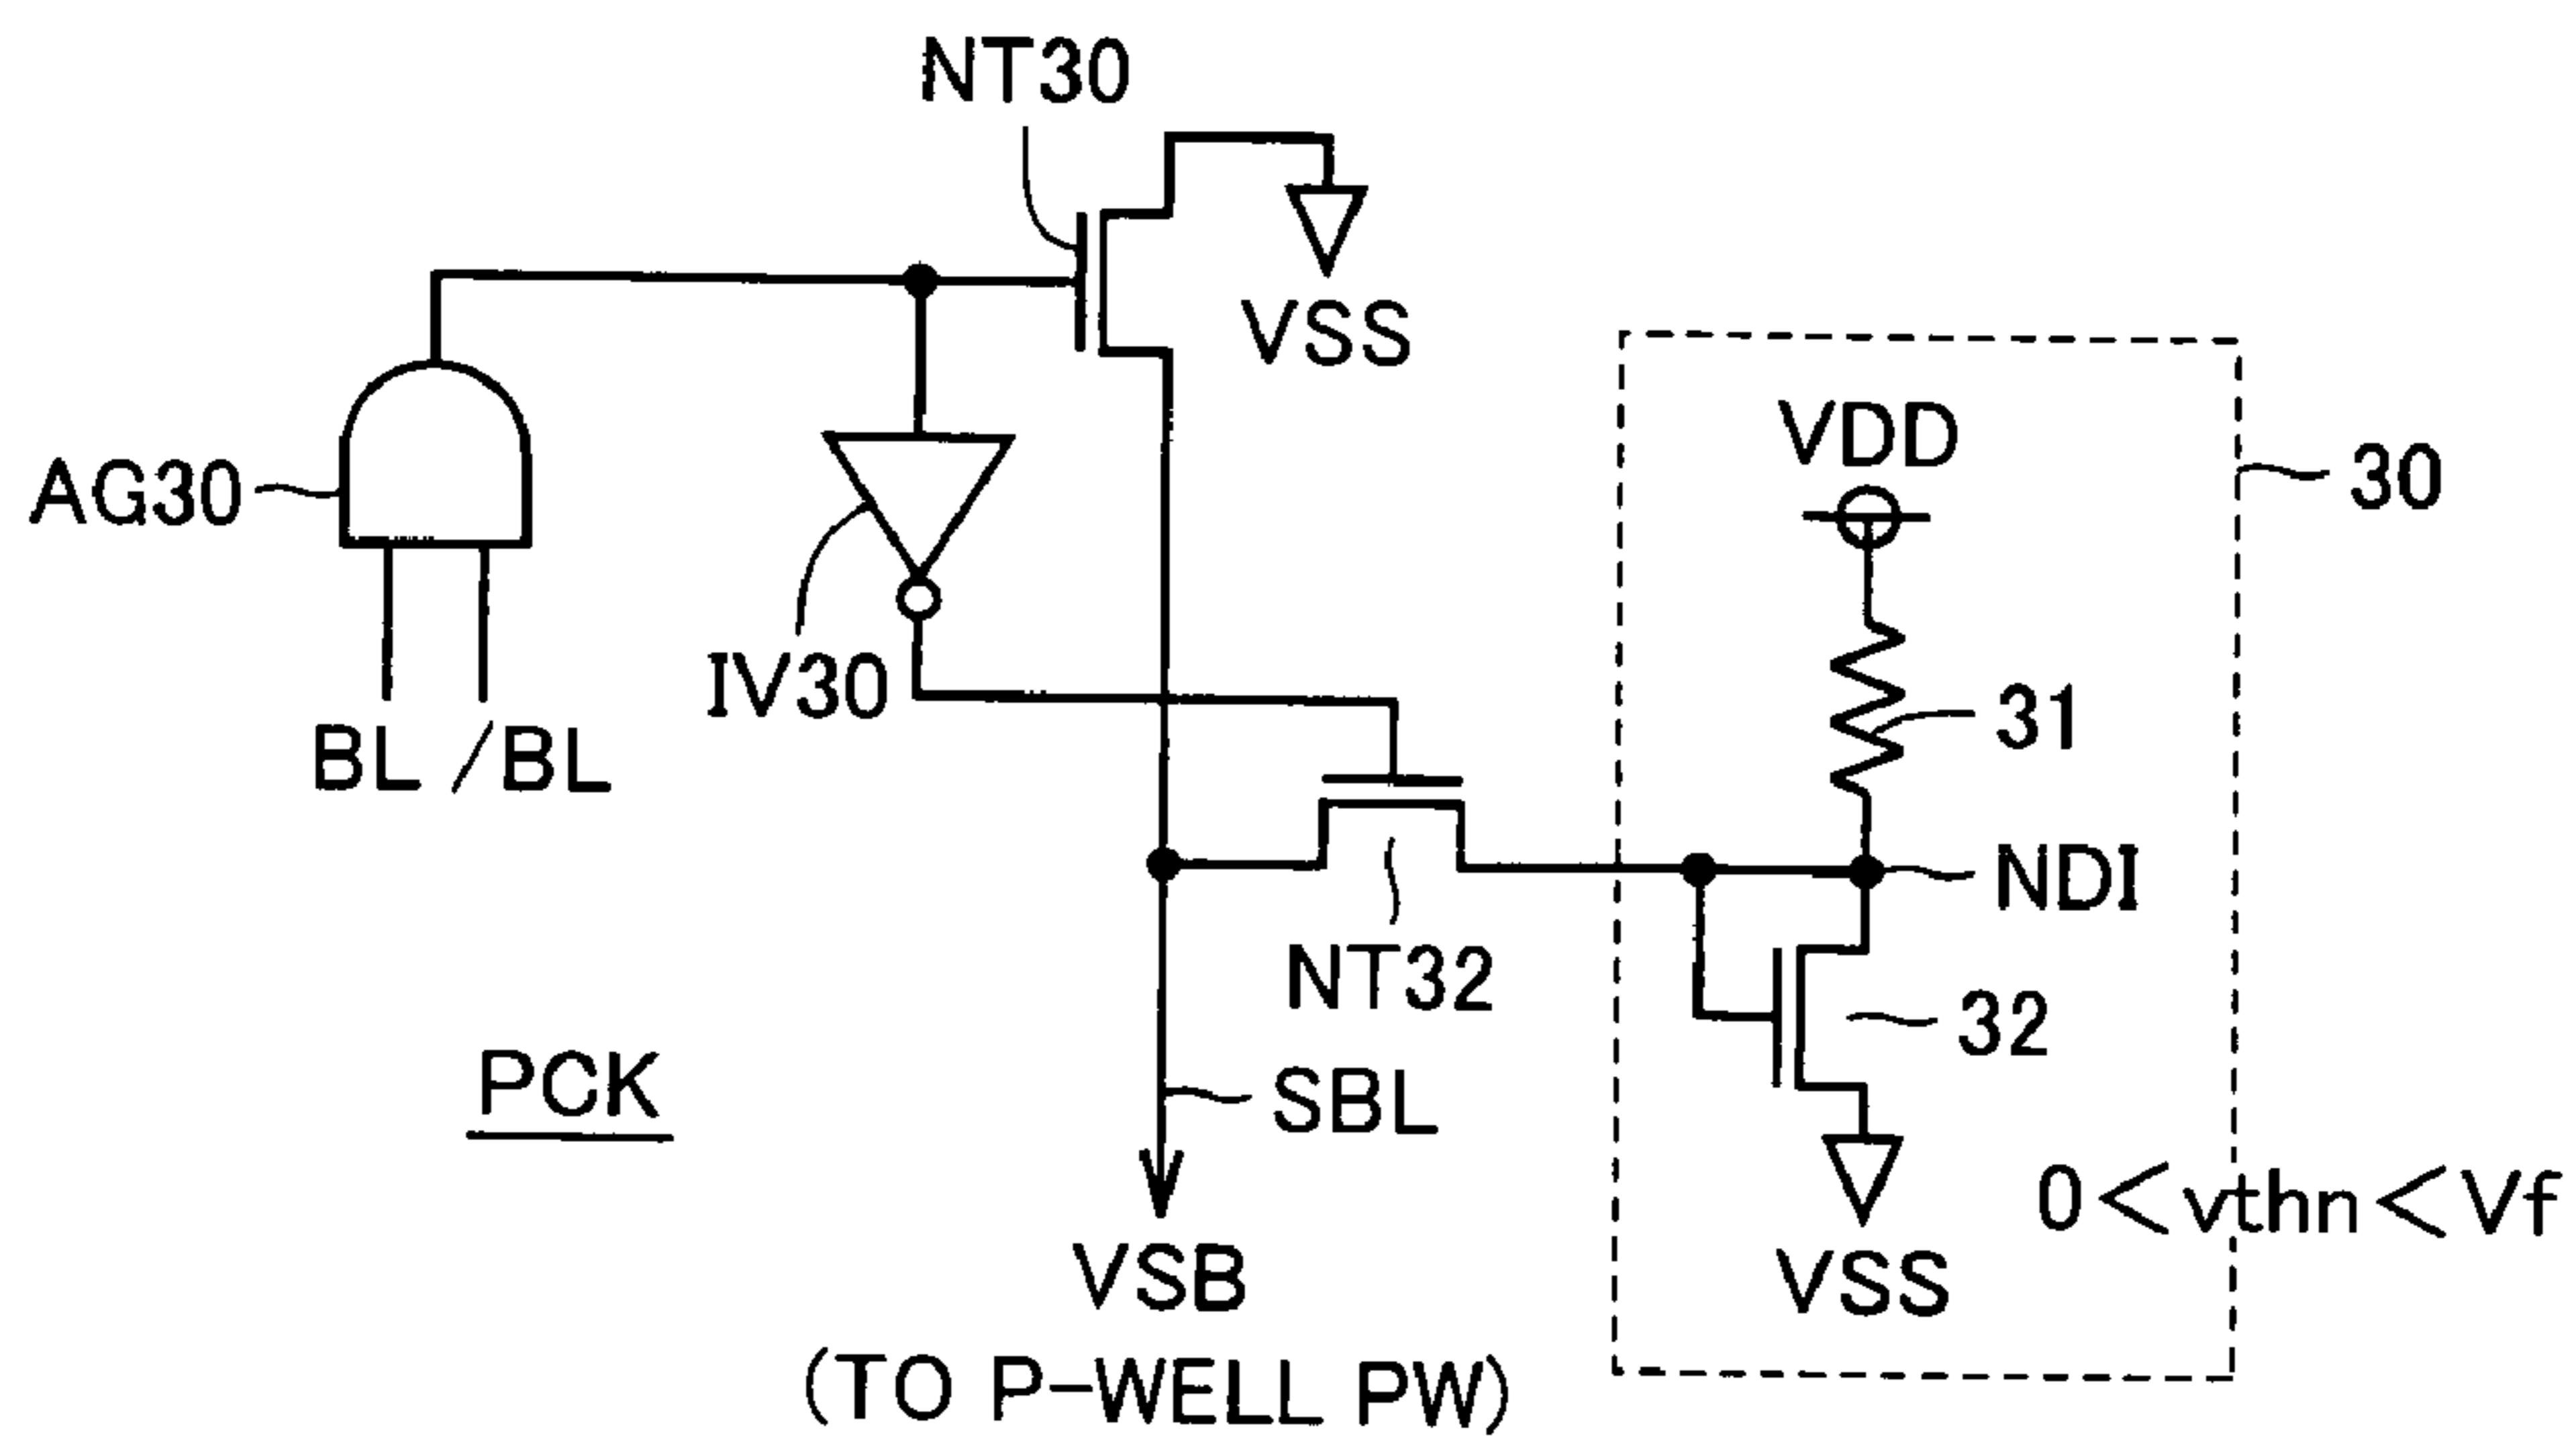 NT30
VSS
VDD
30
AG30
IV30
31
BL /BL
NDI
NT32
32
PCK
SBL
0<vthn<Vf
VSB
VSS
(TO P-WELL PW)